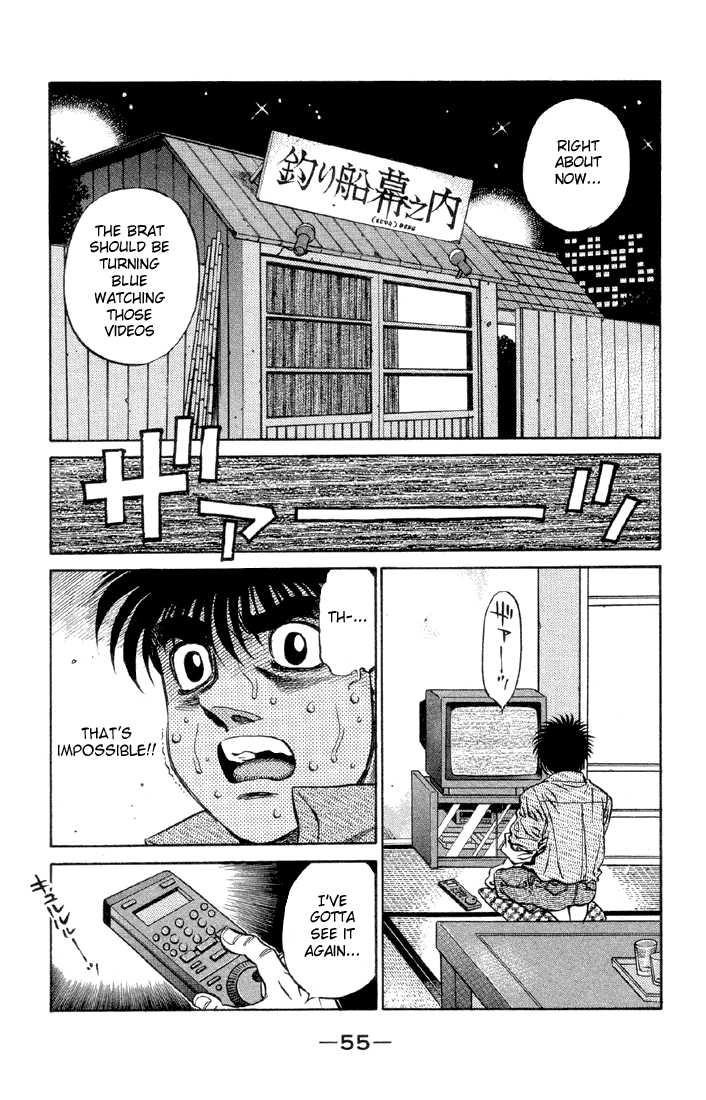 RIGHT
ABOUT
NOW...
釣り船幕之内
THE BRAT
SHOULD BE
TURNING
BLUE
WATCHING
THOSE
VIDEOS
ザァーーッ
ザァーッ
TH-...
THAT'S
IMPOSSIBLE!!
I'VE
GOTTA
SEE IT
AGAIN...
キュルルル...
—55—